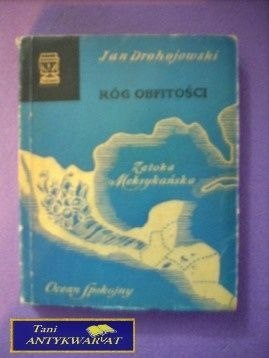 Jan Drohojowski
RÓG OBFITOŚCI
Zatoka
Meksykańska
Ocean Spokojny
Tani
ANTYKWARIAT